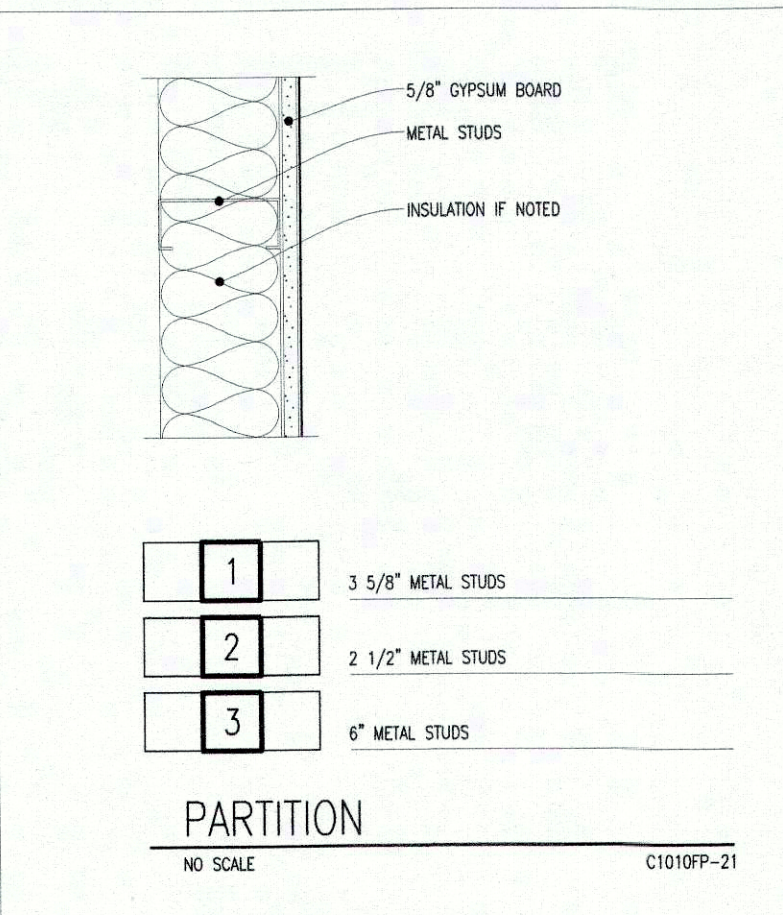 5/8" GYPSUM BOARD
METAL STUDS
INSULATION IF NOTED
1
3 5/8" METAL STUDS
2
2 1/2" METAL STUDS
3
6" METAL STUDS
PARTITION
NO SCALE
C1010FP-21